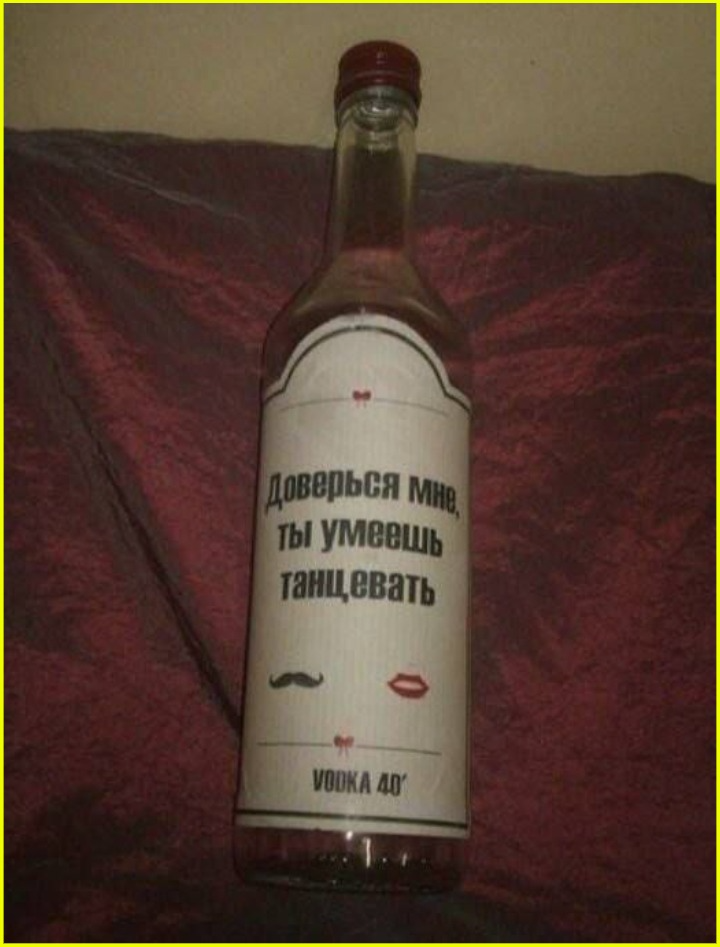 Доверься мне,
ты умеешь
танцевать
VODKA 40'